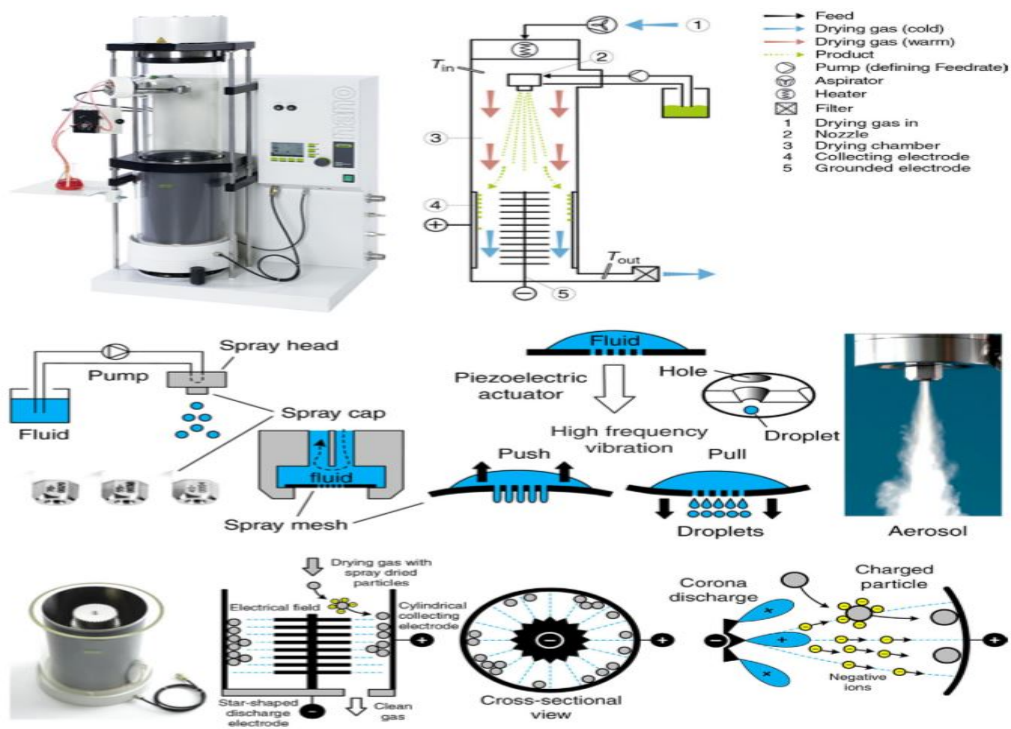 nano
1
T in
2
3
4
+
T out
−
5
Feed
Drying gas (cold)
Drying gas (warm)
Product
Pump (defining Feedrate)
Aspirator
Heater
Filter
1 Drying gas in
2 Nozzle
3 Drying chamber
4 Collecting electrode
5 Grounded electrode
Pump
Spray head
Fluid
Spray cap
fluid
Spray mesh
Fluid
Piezoelectric
actuator
Hole
Droplet
High frequency
vibration
Push
Pull
Droplets
Aerosol
Drying gas with
spray dried
particles
Electrical field
Cylindrical
collecting
electrode
+
Star-shaped
discharge
electrode
−
Clean
gas
−
+
Cross-sectional
view
Corona
discharge
Charged
particle
−
+
+
+
+
Negative
ions